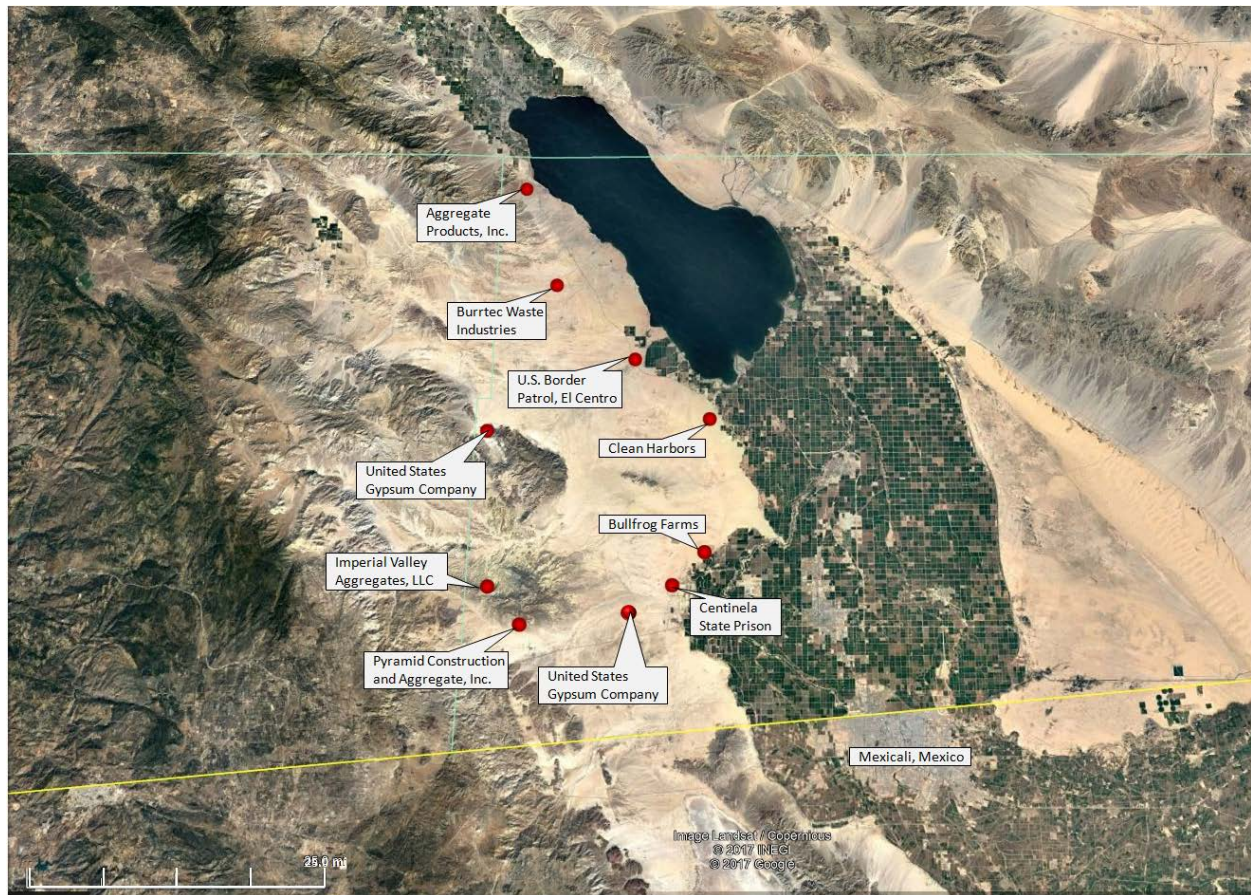 Aggregate
Products, Inc.
Burrtec Waste
Industries
U.S. Border
Patrol, El Centro
Clean Harbors
United States
Gypsum Company
Bullfrog Farms
Imperial Valley
Aggregates, LLC
Centinela
State Prison
Pyramid Construction
and Aggregate, Inc.
United States
Gypsum Company
Mexicali, Mexico
Image Landsat / Copernicus
© 2017 INEGI
© 2017 Google
25.0 mi